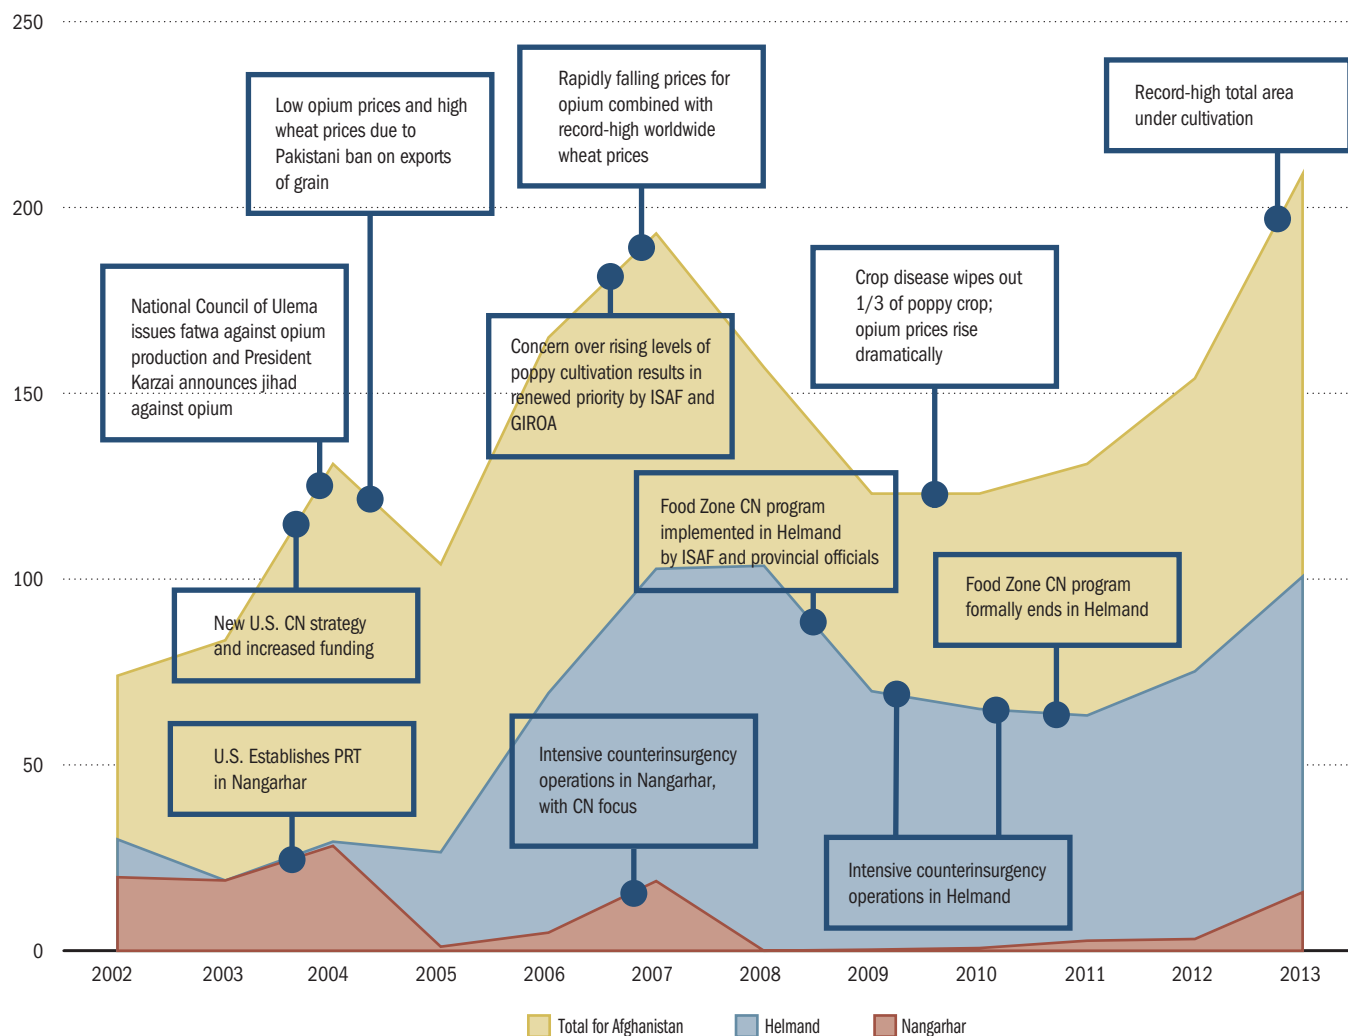 250
200
150
100
50
0
Low opium prices and high
wheat prices due to
Pakistani ban on exports
of grain
Rapidly falling prices for
opium combined with
record-high worldwide
wheat prices
Record-high total area
under cultivation
National Council of Ulema
issues fatwa against opium
production and President
Karzai announces jihad
against opium
Concern over rising levels of
poppy cultivation results in
renewed priority by ISAF and
GIROA
Crop disease wipes out
1/3 of poppy crop;
opium prices rise
dramatically
Food Zone CN program
implemented in Helmand
by ISAF and provincial officials
Food Zone CN program
formally ends in Helmand
New U.S. CN strategy
and increased funding
U.S. Establishes PRT
in Nangarhar
Intensive counterinsurgency
operations in Nangarhar,
with CN focus
Intensive counterinsurgency
operations in Helmand
2002 2003 2004 2005 2006 2007 2008 2009 2010 2011 2012 2013
Total for Afghanistan Helmand Nangarhar